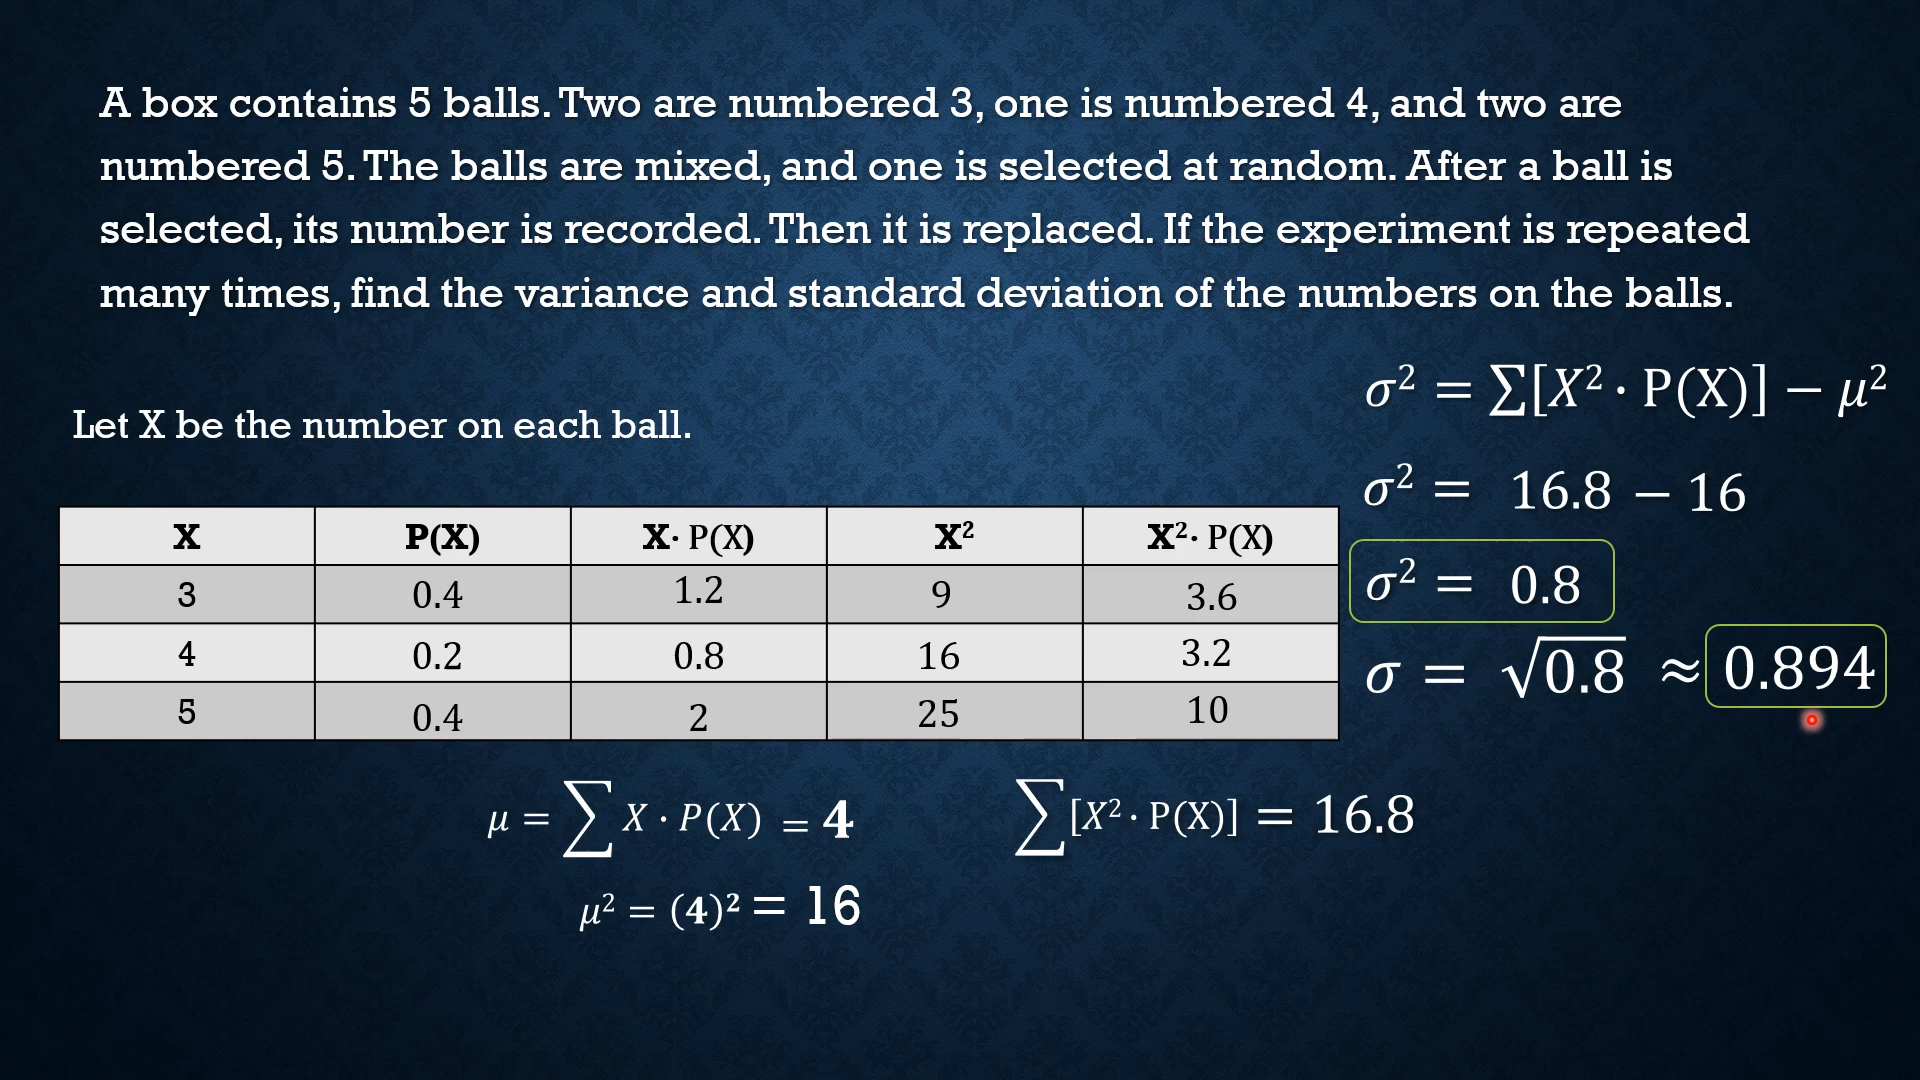 A box contains 5 balls. Two are numbered 3, one is numbered 4, and two are
numbered 5. The balls are mixed, and one is selected at random. After a ball is
selected, its number is recorded. Then it is replaced. If the experiment is repeated
many times, find the variance and standard deviation of the numbers on the balls.
Let X be the number on each ball.
X P(X) X· P(X) X² X²· P(X)
3 0.4 1.2 9 3.6
4 0.2 0.8 16 3.2
5 0.4 2 25 10
μ = ∑ X · P(X) = 4
μ² = (4)² = 16
∑[X² · P(X)] = 16.8
σ² = ∑[X² · P(X)] − μ²
σ² = 16.8 − 16
σ² = 0.8
σ = √0.8 ≈ 0.894